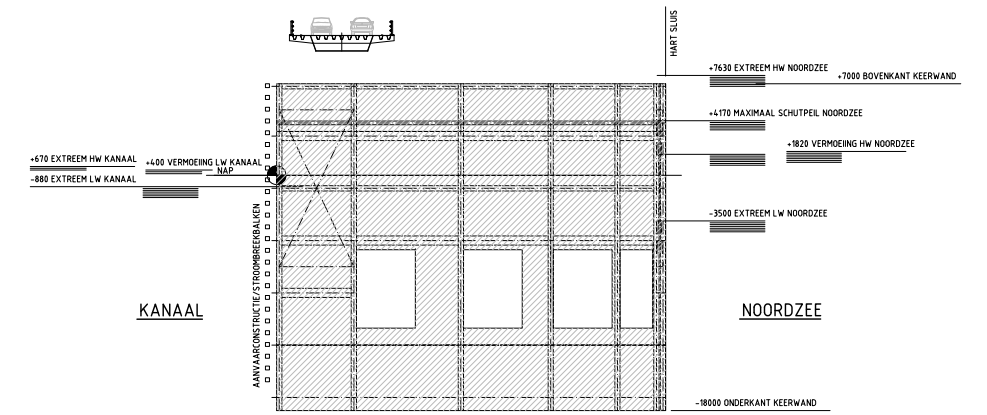 HART SLUIS
+7630 EXTREEM HW NOORDZEE
+7000 BOVENKANT KEERWAND
+4170 MAXIMAAL SCHUTPEIL NOORDZEE
+1820 VERMOEIING HW NOORDZEE
+670 EXTREEM HW KANAAL
+400 VERMOEIING LW KANAAL
NAP
-880 EXTREEM LW KANAAL
-3500 EXTREEM LW NOORDZEE
AANVAARCONSTRUCTIE/STROOMBREEKBALKEN
KANAAL
NOORDZEE
-18000 ONDERKANT KEERWAND